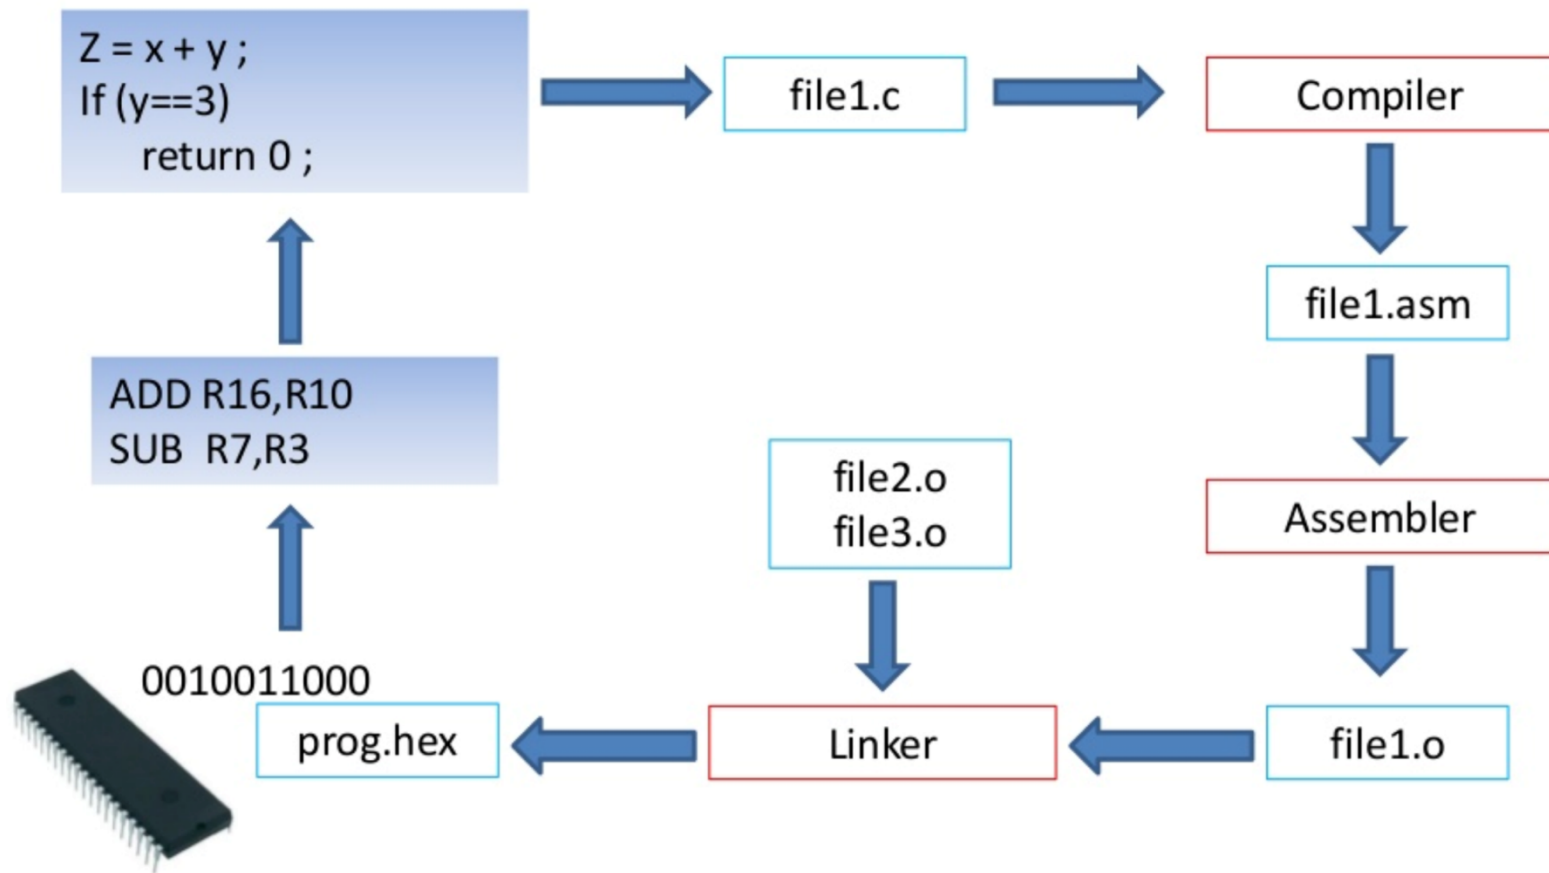 Z = x + y ;
If (y==3)
return 0 ;
file1.c
Compiler
file1.asm
ADD R16,R10
SUB  R7,R3
file2.o
file3.o
Assembler
0010011000
prog.hex
Linker
file1.o